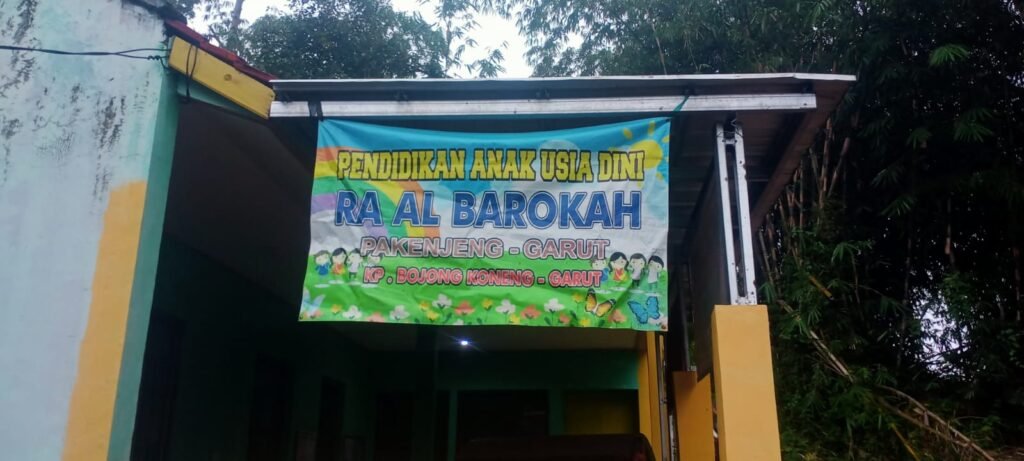 PENDIDIKAN ANAK USIA DINI
RA AL BAROKAH
PAKENJENG - GARUT
KP . BOJONG KONENG - GARUT